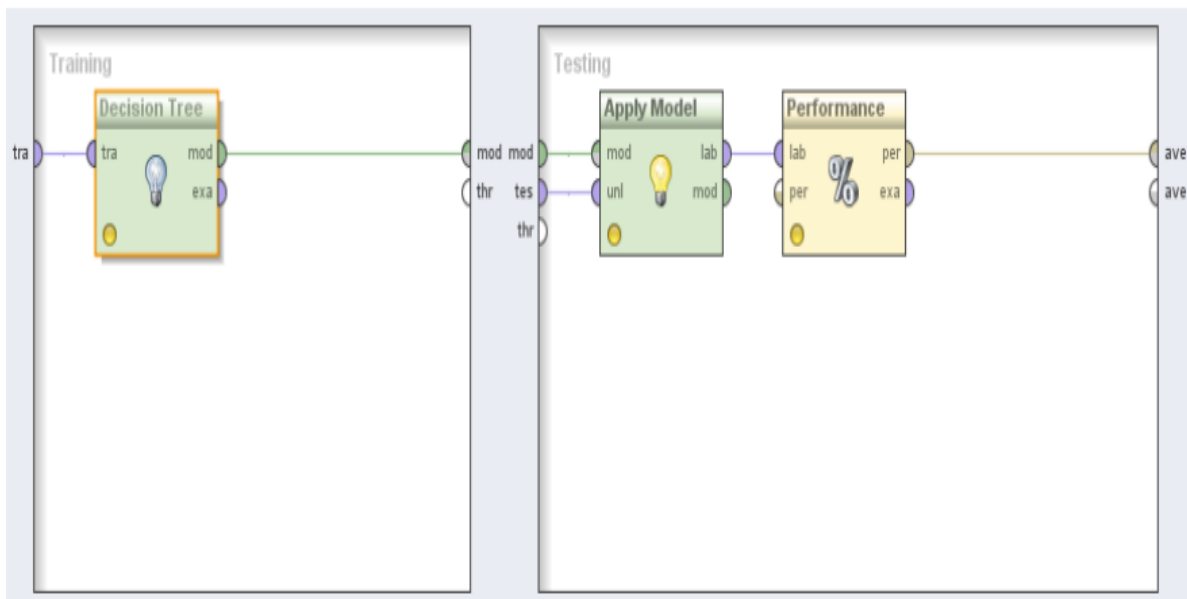 Training
Testing
Decision Tree
Apply Model
Performance
tra
tra
mod
mod
mod
mod
lab
lab
per
ave
exa
thr
tes
unl
mod
per
exa
ave
thr
%